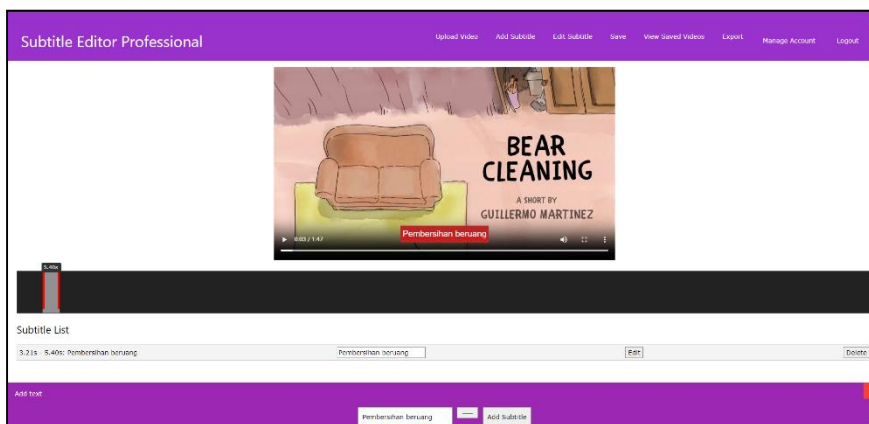 Subtitle Editor Professional
Upload Video Add Subtitle Edit Subtitle Save View Saved Videos Export Manage Account Logout
BEAR
CLEANING
A SHORT BY
GUILLERMO MARTINEZ
Pembersihan beruang
0:03 / 1:47
5.40s
Subtitle List
3.21s - 5.40s: Pembersihan beruang Pembersihan beruang Edit Delete
Add text
Pembersihan beruang Add Subtitle